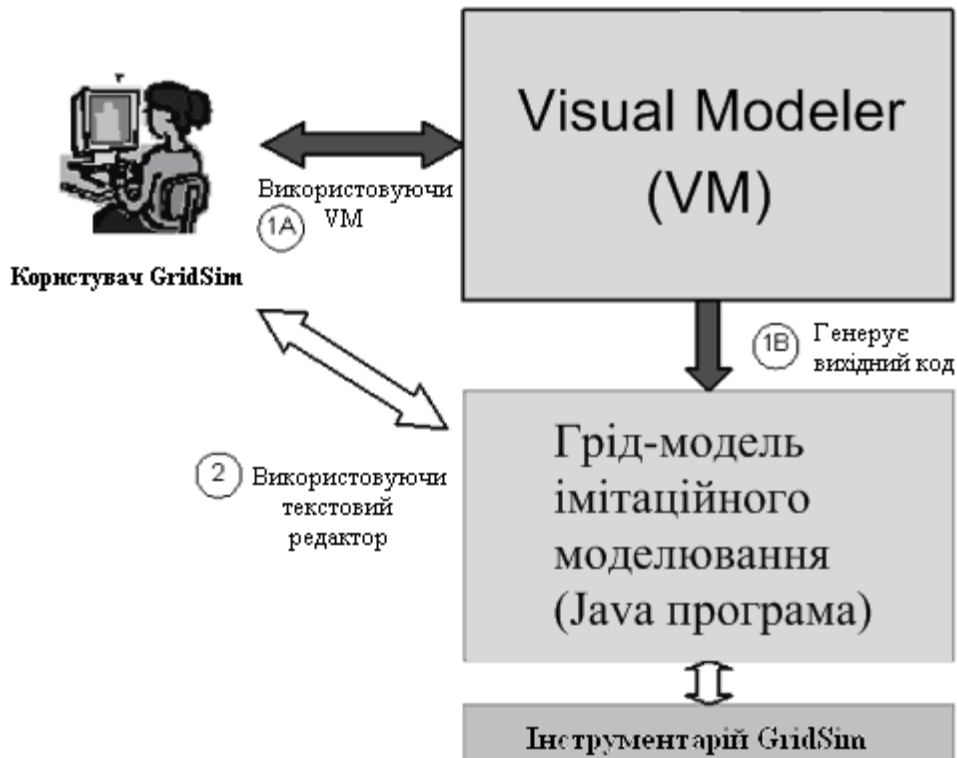 Visual Modeler
(VM)
Використовуючи
1A
VM
Користувач GridSim
1B
Генерує
вихідний код
2
Використовуючи
текстовий
редактор
Грід-модель
імітаційного
моделювання
(Java програма)
Інструментарій GridSim